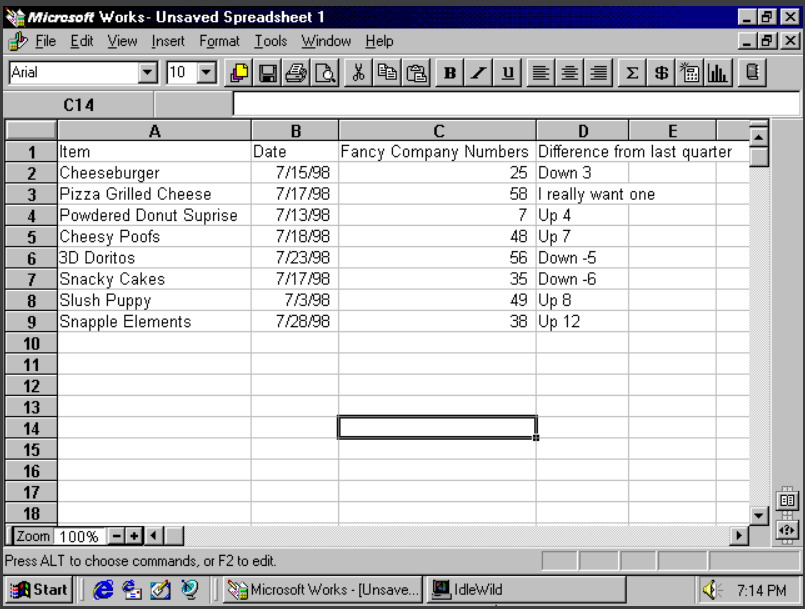 Microsoft Works- Unsaved Spreadsheet 1
File Edit View Insert Format Tools Window Help
Arial 10 B I u Σ $
C14
A B C D E
1 Item Date Fancy Company Numbers Difference from last quarter
2 Cheeseburger 7/15/98 25 Down 3
3 Pizza Grilled Cheese 7/17/98 58 I really want one
4 Powdered Donut Suprise 7/13/98 7 Up 4
5 Cheesy Poofs 7/18/98 48 Up 7
6 3D Doritos 7/23/98 56 Down -5
7 Snacky Cakes 7/17/98 35 Down -6
8 Slush Puppy 7/3/98 49 Up 8
9 Snapple Elements 7/28/98 38 Up 12
10
11
12
13
14
15
16
17
18
Zoom 100% - +
Press ALT to choose commands, or F2 to edit.
Start Microsoft Works - [Unsave... IdleWild 7:14 PM